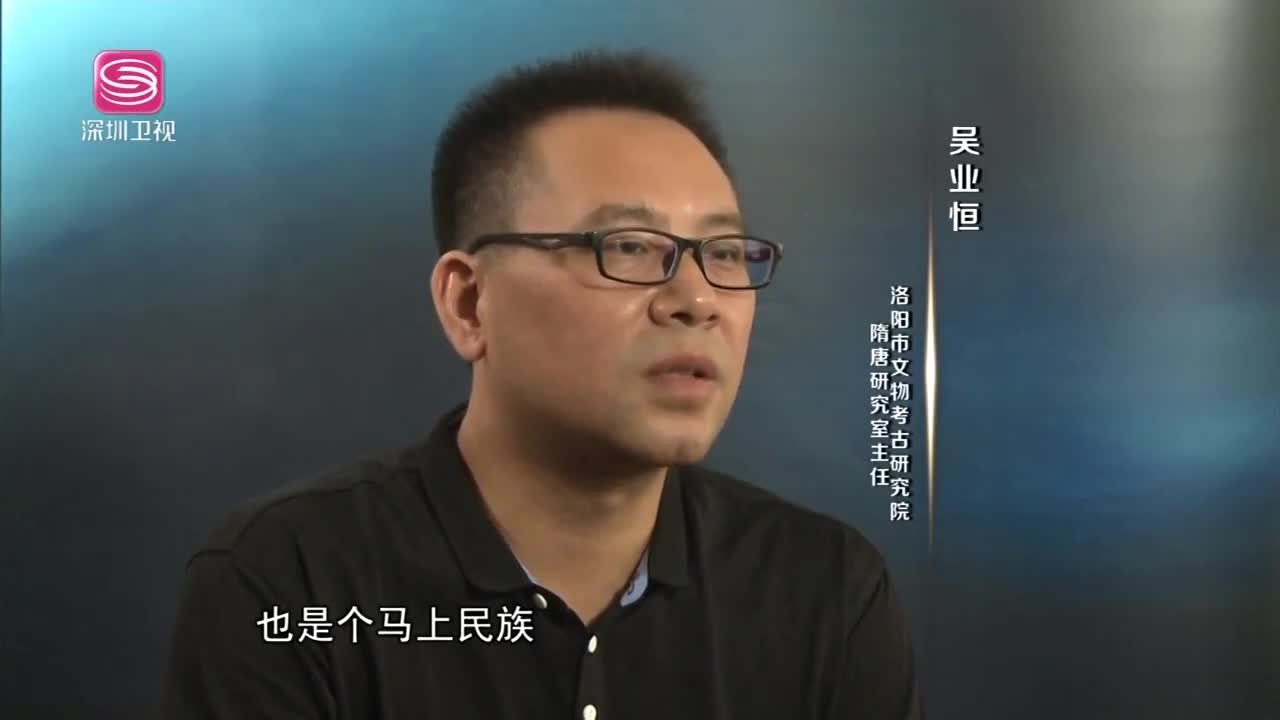 深圳卫视
吴业恒
洛阳市文物考古研究院
隋唐研究室主任
也是个马上民族